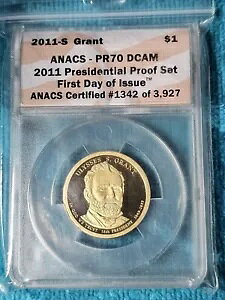 2011-S Grant $1
ANACS - PR70 DCAM
2011 Presidential Proof Set
First Day of Issue™
ANACS Certified #1342 of 3,927
ULYSSES S. GRANT